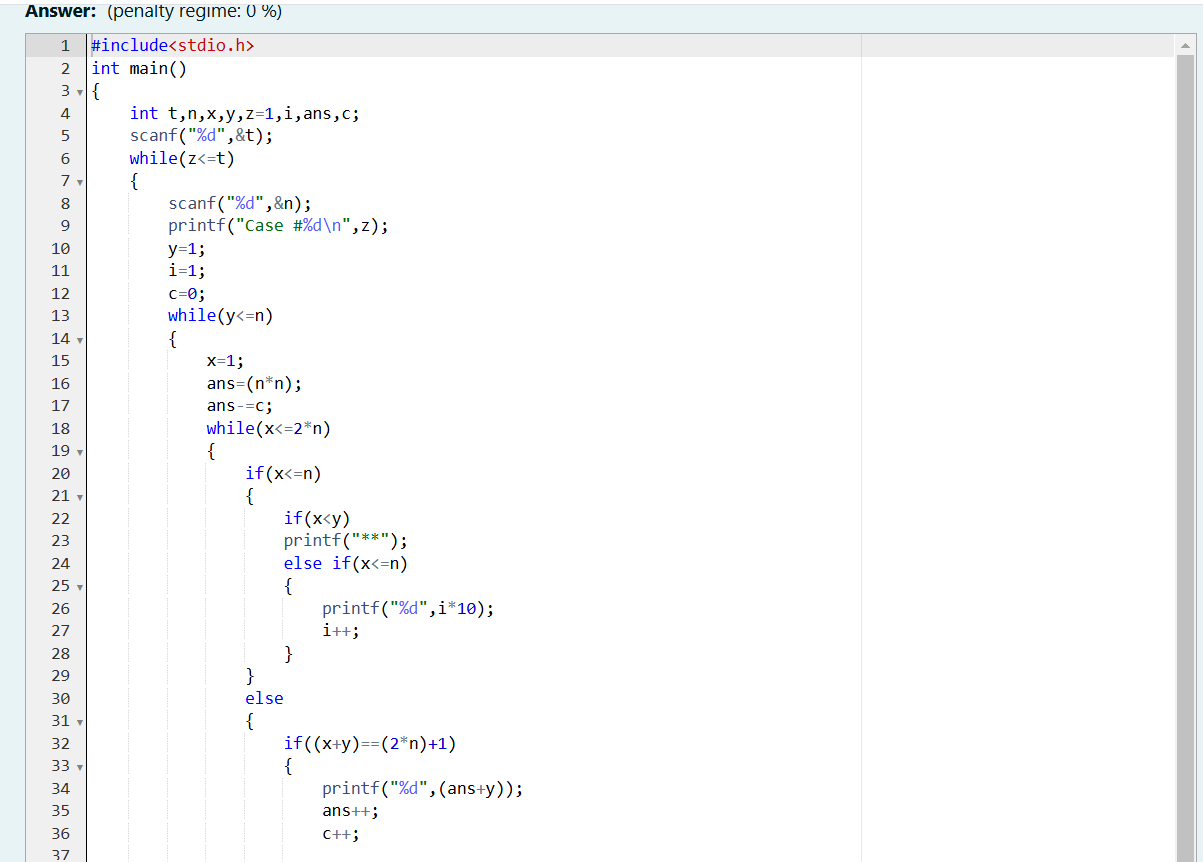 Answer: (penalty regime: 0 %)
1 #include<stdio.h>
2 int main()
3 {
4     int t,n,x,y,z=1,i,ans,c;
5     scanf("%d",&t);
6     while(z<=t)
7     {
8         scanf("%d",&n);
9         printf("Case #%d\n",z);
10         y=1;
11         i=1;
12         c=0;
13         while(y<=n)
14         {
15             x=1;
16             ans=(n*n);
17             ans-=c;
18             while(x<=2*n)
19             {
20                 if(x<=n)
21                 {
22                     if(x<y)
23                     printf("**");
24                     else if(x<=n)
25                     {
26                         printf("%d",i*10);
27                         i++;
28                     }
29                 }
30                 else
31                 {
32                     if((x+y)==(2*n)+1)
33                     {
34                         printf("%d",(ans+y));
35                         ans++;
36                         c++;
37